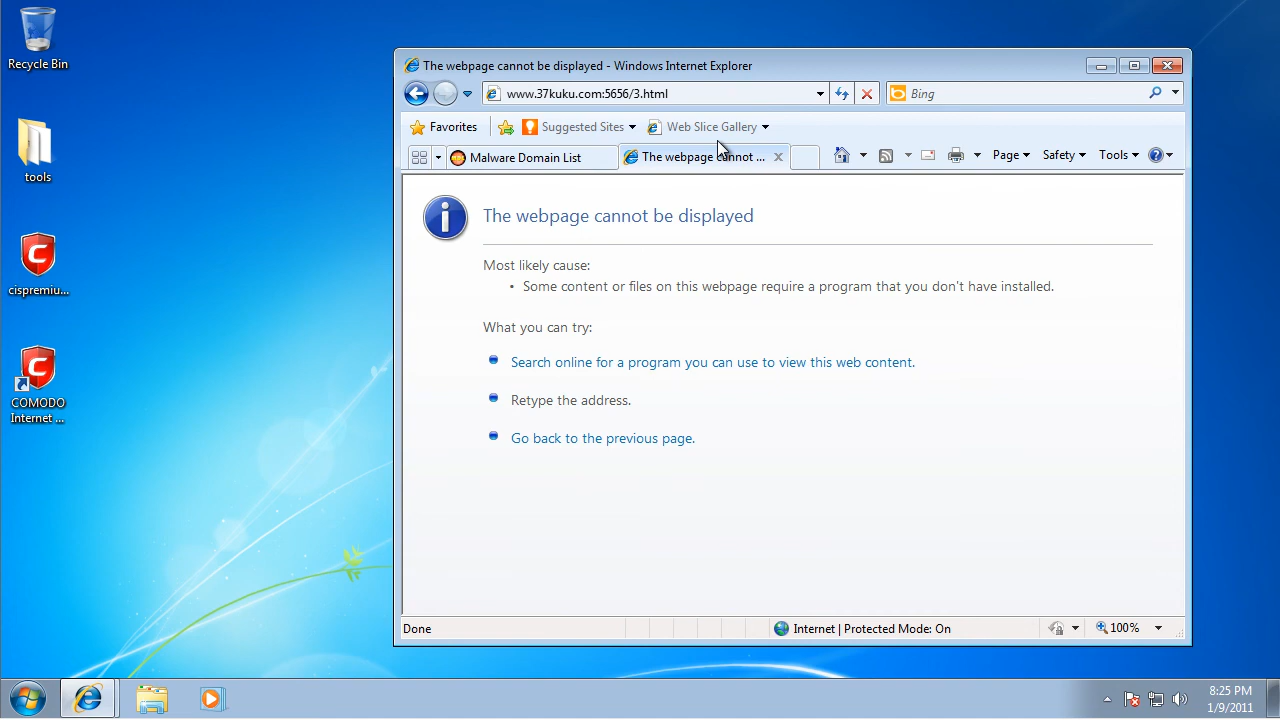 Recycle Bin
tools
cispremiu...
COMODO
Internet ...
The webpage cannot be displayed - Windows Internet Explorer
www.37kuku.com:5656/3.html
Bing
Favorites
Suggested Sites
Web Slice Gallery
Malware Domain List
The webpage cannot ...
Page
Safety
Tools
The webpage cannot be displayed
Most likely cause:
• Some content or files on this webpage require a program that you don't have installed.
What you can try:
Search online for a program you can use to view this web content.
Retype the address.
Go back to the previous page.
Done
Internet | Protected Mode: On
100%
8:25 PM
1/9/2011